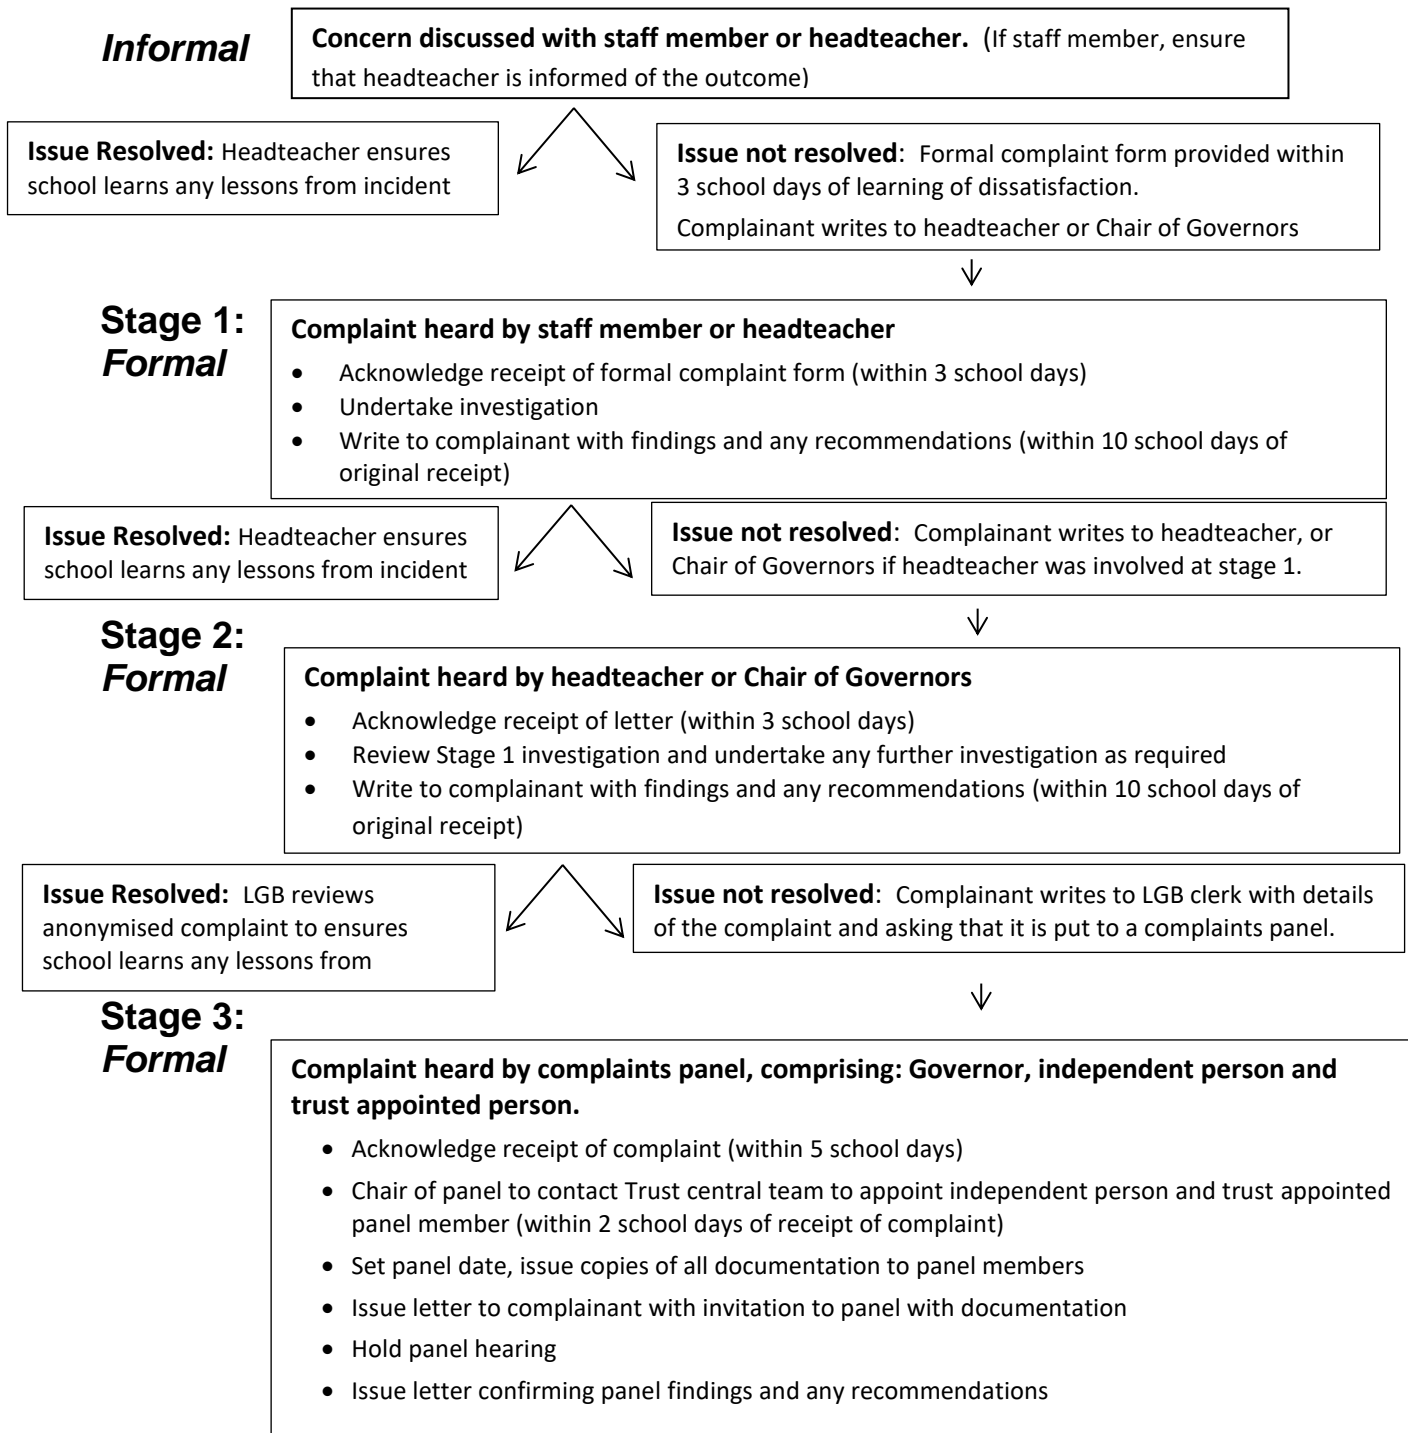 Informal
Concern discussed with staff member or headteacher. (If staff member, ensure
that headteacher is informed of the outcome)
Issue Resolved: Headteacher ensures
school learns any lessons from incident
Issue not resolved: Formal complaint form provided within
3 school days of learning of dissatisfaction.
Complainant writes to headteacher or Chair of Governors
Stage 1:
Formal
Complaint heard by staff member or headteacher
• Acknowledge receipt of formal complaint form (within 3 school days)
• Undertake investigation
• Write to complainant with findings and any recommendations (within 10 school days of
original receipt)
Issue Resolved: Headteacher ensures
school learns any lessons from incident
Issue not resolved: Complainant writes to headteacher, or
Chair of Governors if headteacher was involved at stage 1.
Stage 2:
Formal
Complaint heard by headteacher or Chair of Governors
• Acknowledge receipt of letter (within 3 school days)
• Review Stage 1 investigation and undertake any further investigation as required
• Write to complainant with findings and any recommendations (within 10 school days of
original receipt)
Issue Resolved: LGB reviews
anonymised complaint to ensures
school learns any lessons from
Issue not resolved: Complainant writes to LGB clerk with details
of the complaint and asking that it is put to a complaints panel.
Stage 3:
Formal
Complaint heard by complaints panel, comprising: Governor, independent person and
trust appointed person.
• Acknowledge receipt of complaint (within 5 school days)
• Chair of panel to contact Trust central team to appoint independent person and trust appointed
panel member (within 2 school days of receipt of complaint)
• Set panel date, issue copies of all documentation to panel members
• Issue letter to complainant with invitation to panel with documentation
• Hold panel hearing
• Issue letter confirming panel findings and any recommendations